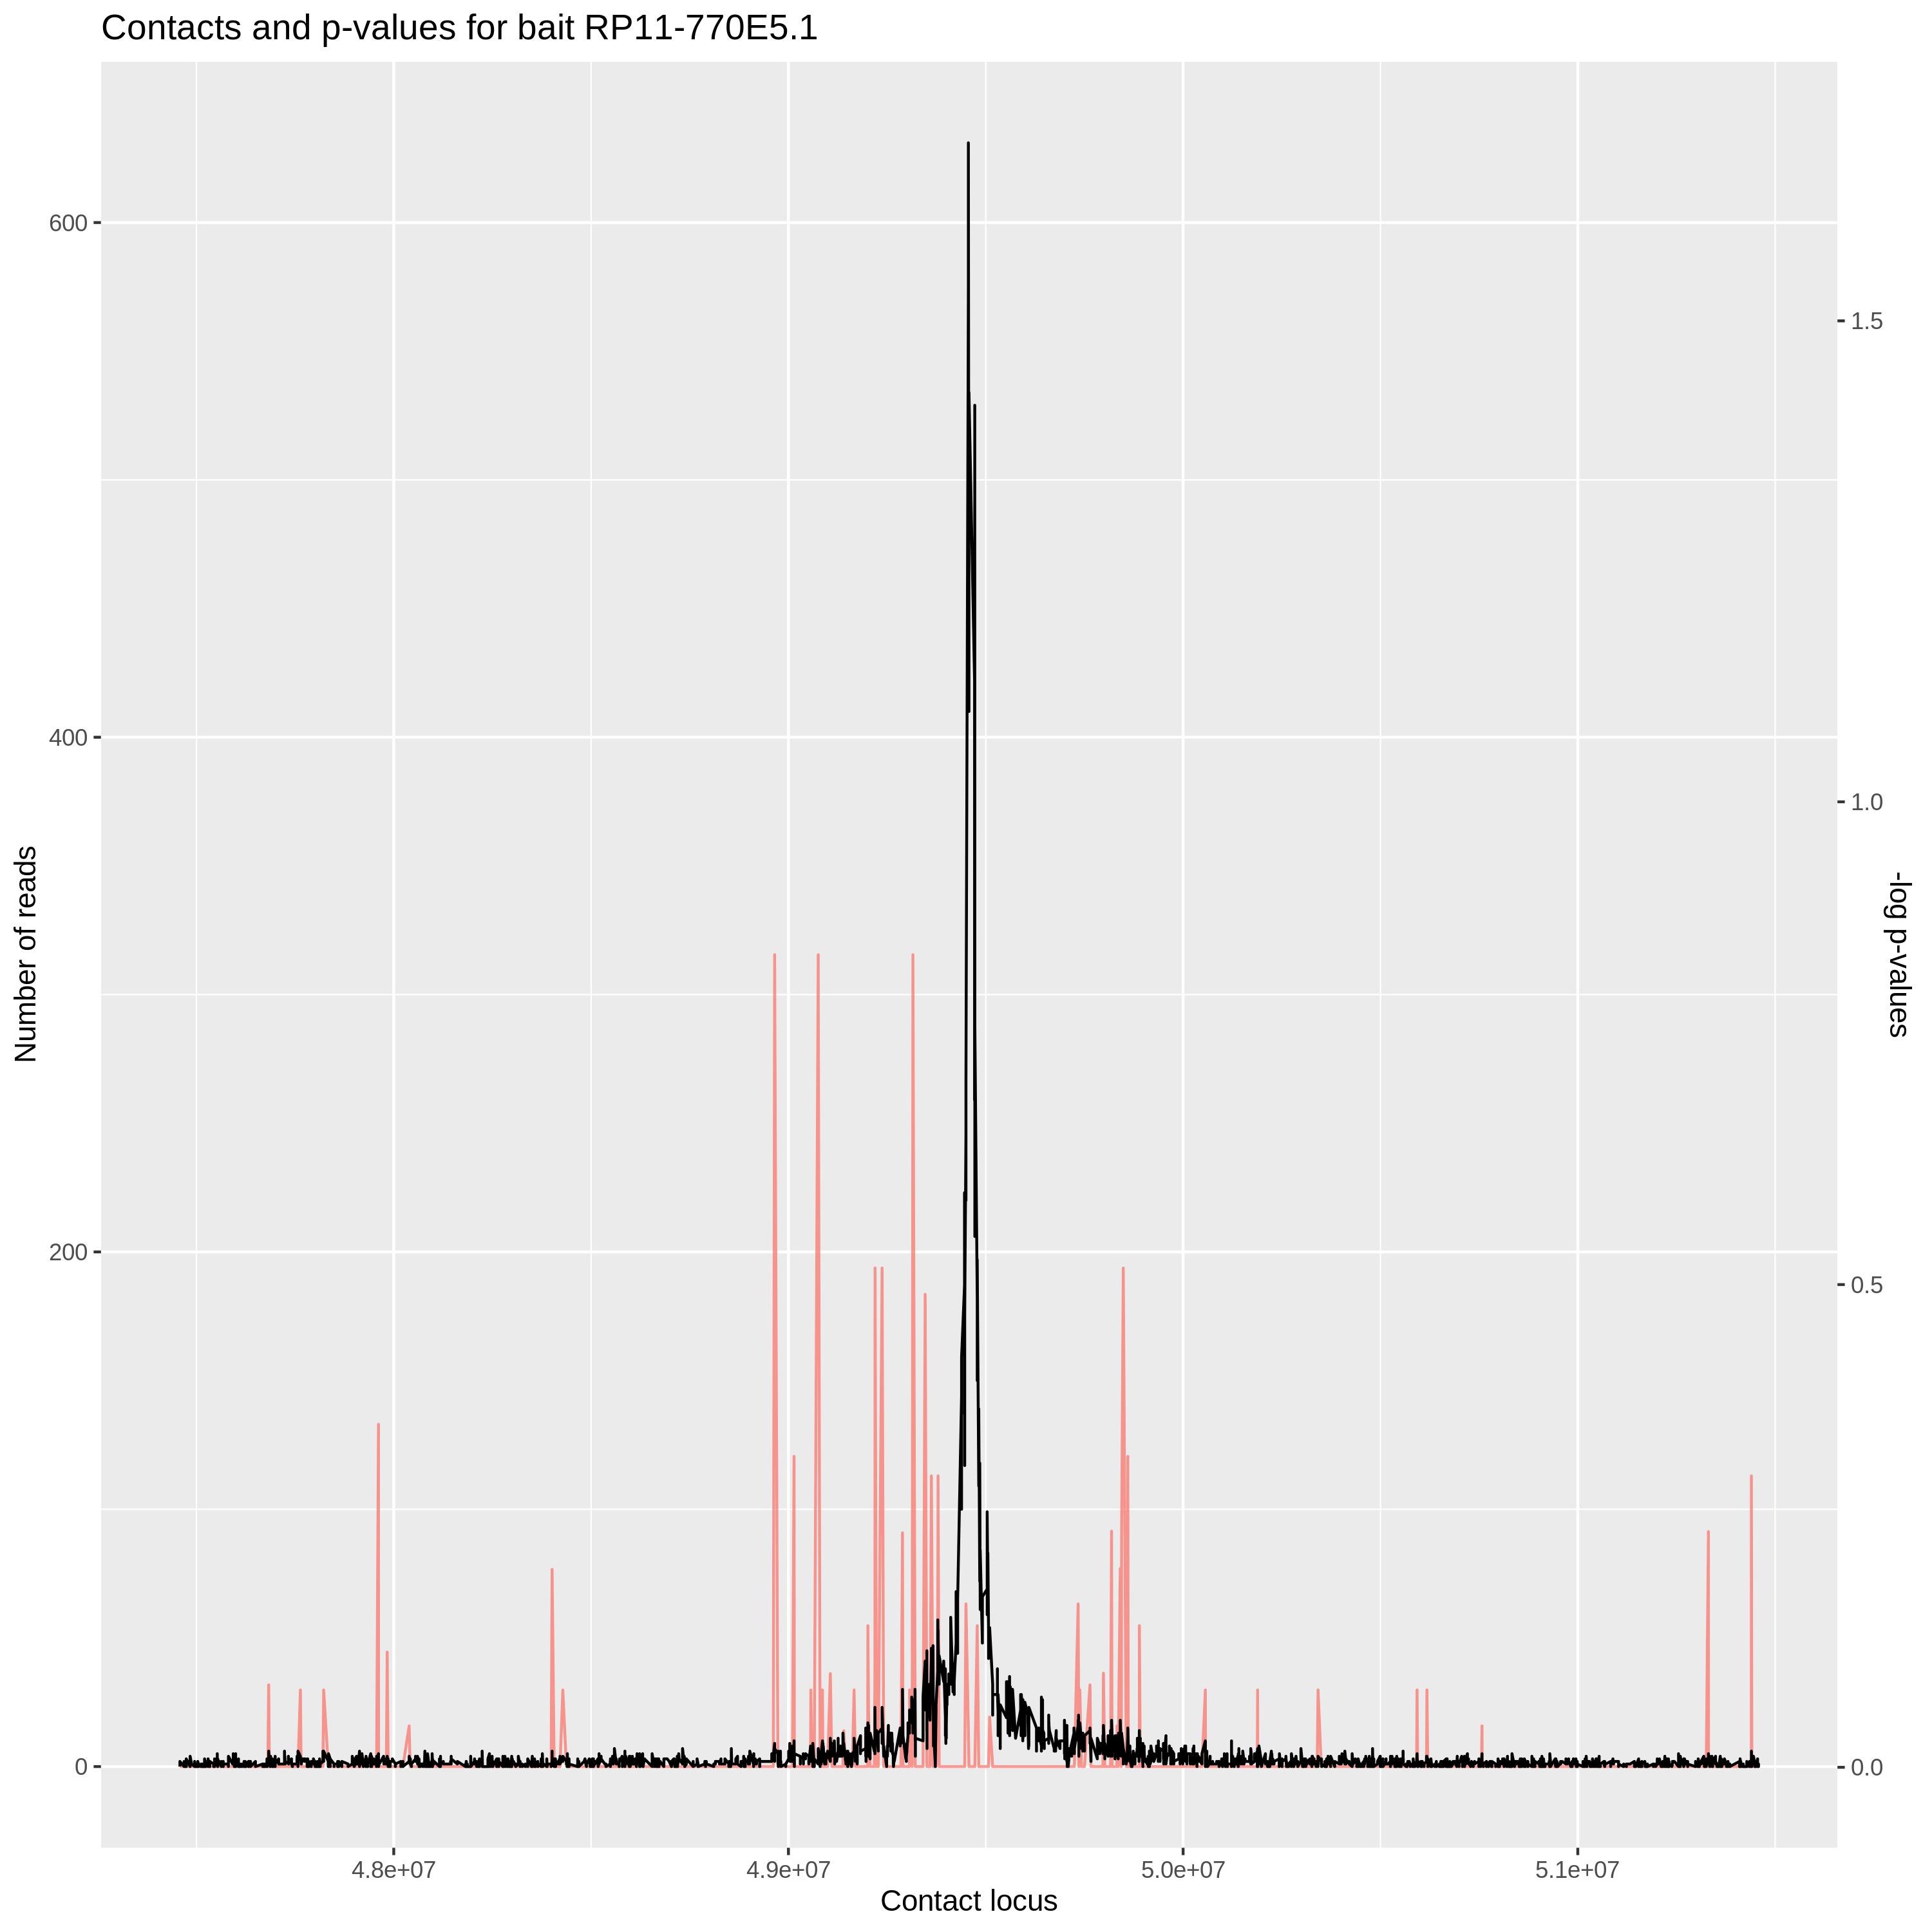 Contacts and p-values for bait RP11-770E5.1
600
400
200
0
Number of reads
1.5
1.0
0.5
0.0
-log p-values
4.8e+07
4.9e+07
5.0e+07
5.1e+07
Contact locus